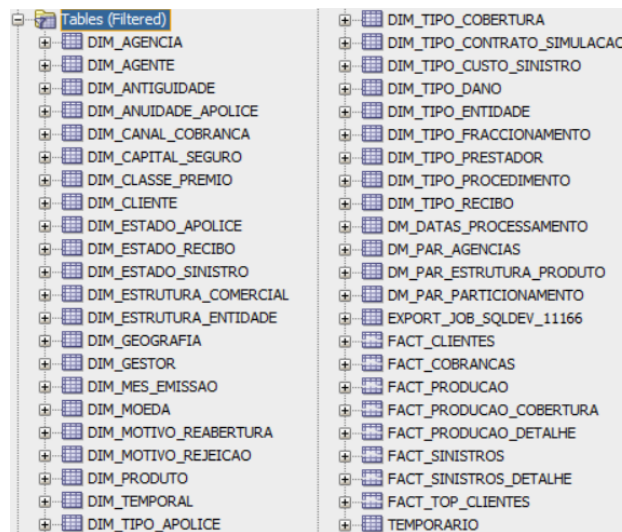 Tables (Filtered)
DIM_AGENCIA
DIM_AGENTE
DIM_ANTIGUIDADE
DIM_ANUIDADE_APOLICE
DIM_CANAL_COBRANCA
DIM_CAPITAL_SEGURO
DIM_CLASSE_PREMIO
DIM_CLIENTE
DIM_ESTADO_APOLICE
DIM_ESTADO_RECIBO
DIM_ESTADO_SINISTRO
DIM_ESTRUTURA_COMERCIAL
DIM_ESTRUTURA_ENTIDADE
DIM_GEOGRAFIA
DIM_GESTOR
DIM_MES_EMISSAO
DIM_MOEDA
DIM_MOTIVO_REABERTURA
DIM_MOTIVO_REJEICAO
DIM_PRODUTO
DIM_TEMPORAL
DIM_TIPO_APOLICE
DIM_TIPO_COBERTURA
DIM_TIPO_CONTRATO_SIMULACAO
DIM_TIPO_CUSTO_SINISTRO
DIM_TIPO_DANO
DIM_TIPO_ENTIDADE
DIM_TIPO_FRACCIONAMENTO
DIM_TIPO_PRESTADOR
DIM_TIPO_PROCEDIMENTO
DIM_TIPO_RECIBO
DM_DATAS_PROCESSAMENTO
DM_PAR_AGENCIAS
DM_PAR_ESTRUTURA_PRODUTO
DM_PAR_PARTICIONAMENTO
EXPORT_JOB_SQLDEV_11166
FACT_CLIENTES
FACT_COBRANCAS
FACT_PRODUCAO
FACT_PRODUCAO_COBERTURA
FACT_PRODUCAO_DETALHE
FACT_SINISTROS
FACT_SINISTROS_DETALHE
FACT_TOP_CLIENTES
TEMPORARIO